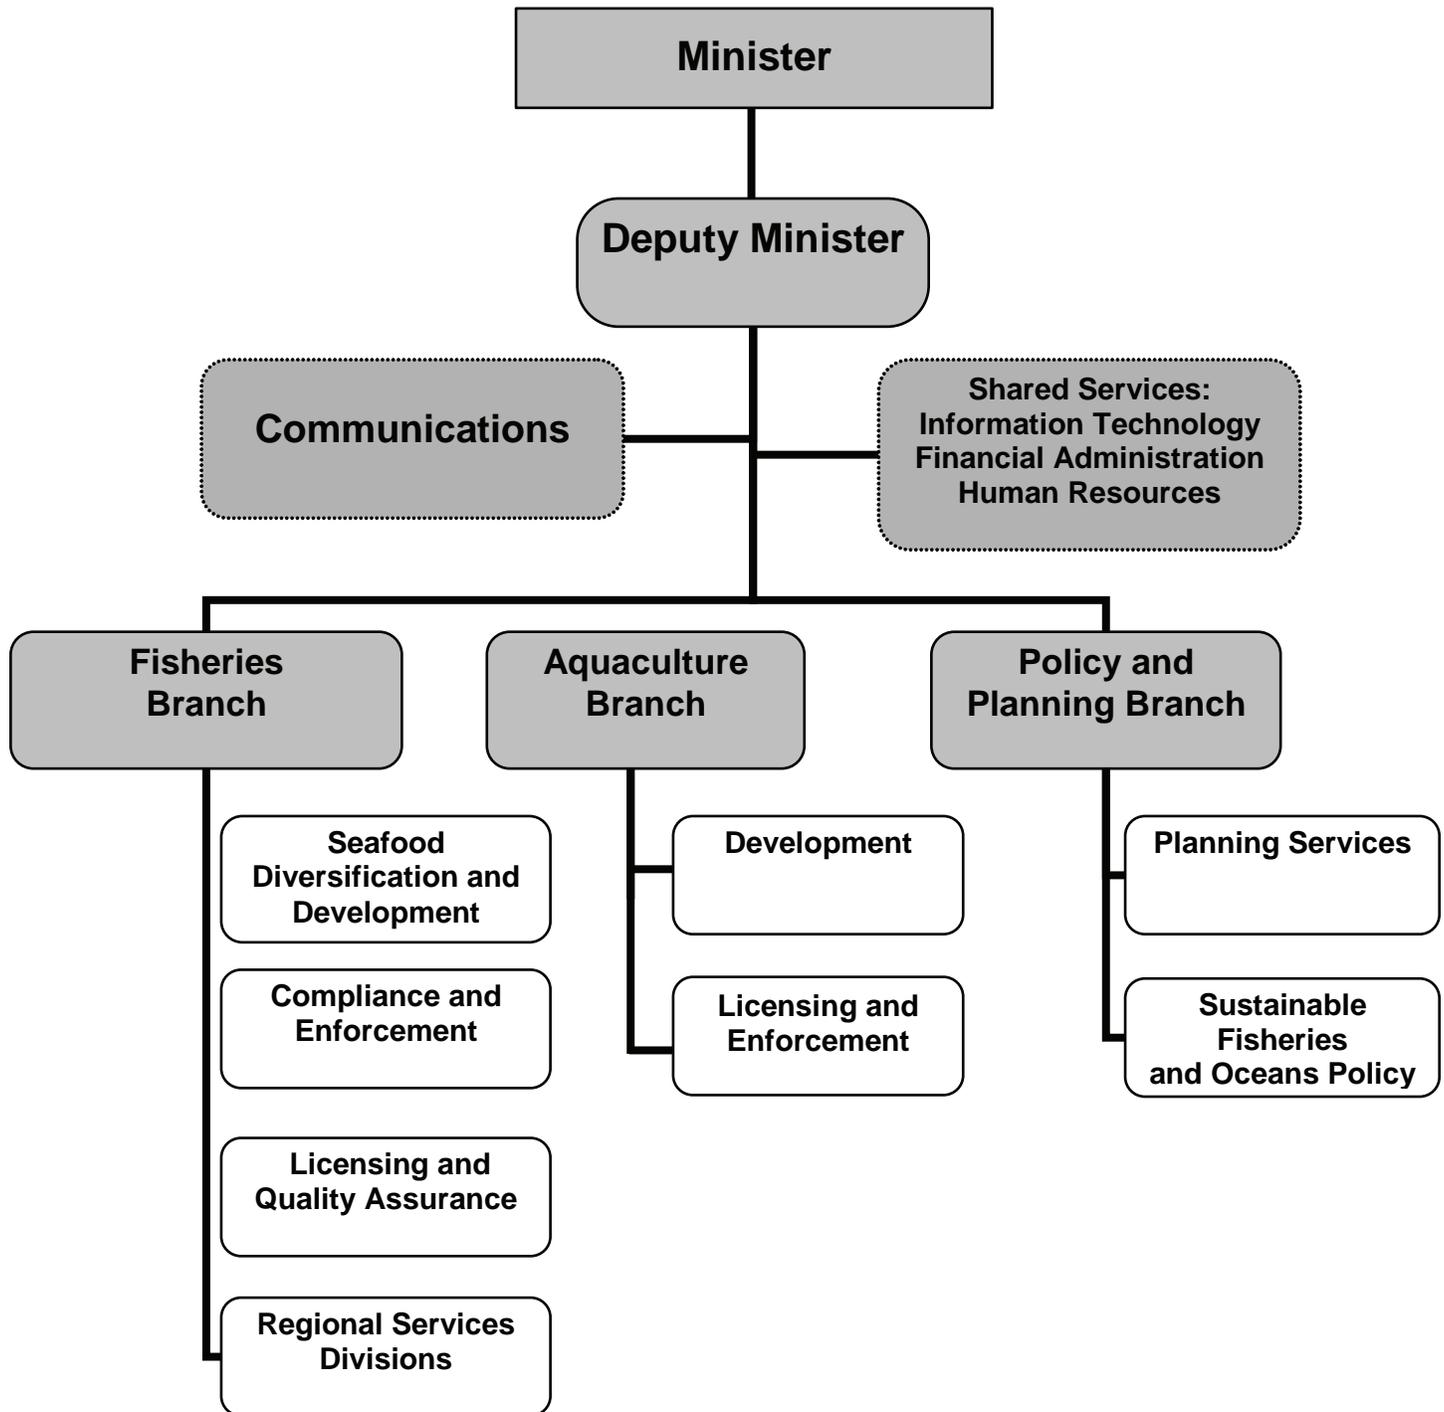 Minister
Deputy Minister
Communications
Shared Services:
Information Technology
Financial Administration
Human Resources
Fisheries
Branch
Aquaculture
Branch
Policy and
Planning Branch
Seafood
Diversification and
Development
Compliance and
Enforcement
Licensing and
Quality Assurance
Regional Services
Divisions
Development
Licensing and
Enforcement
Planning Services
Sustainable
Fisheries
and Oceans Policy